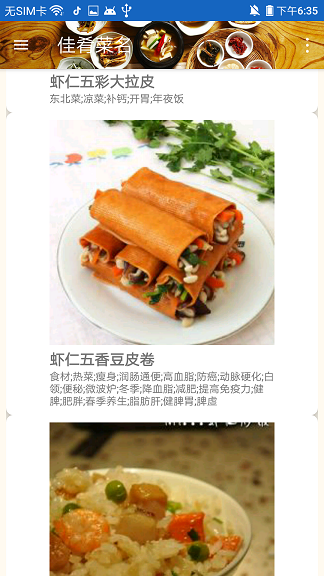 无SIM卡 下午6:35
佳肴菜名
虾仁五彩大拉皮
东北菜;凉菜;补钙;开胃;年夜饭
虾仁五香豆皮卷
食材;热菜;瘦身;润肠通便;高血脂;防癌;动脉硬化;白
领;便秘;微波炉;冬季;降血脂;减肥;提高免疫力;健
脾;肥胖;春季养生;脂肪肝;健脾胃;脾虚